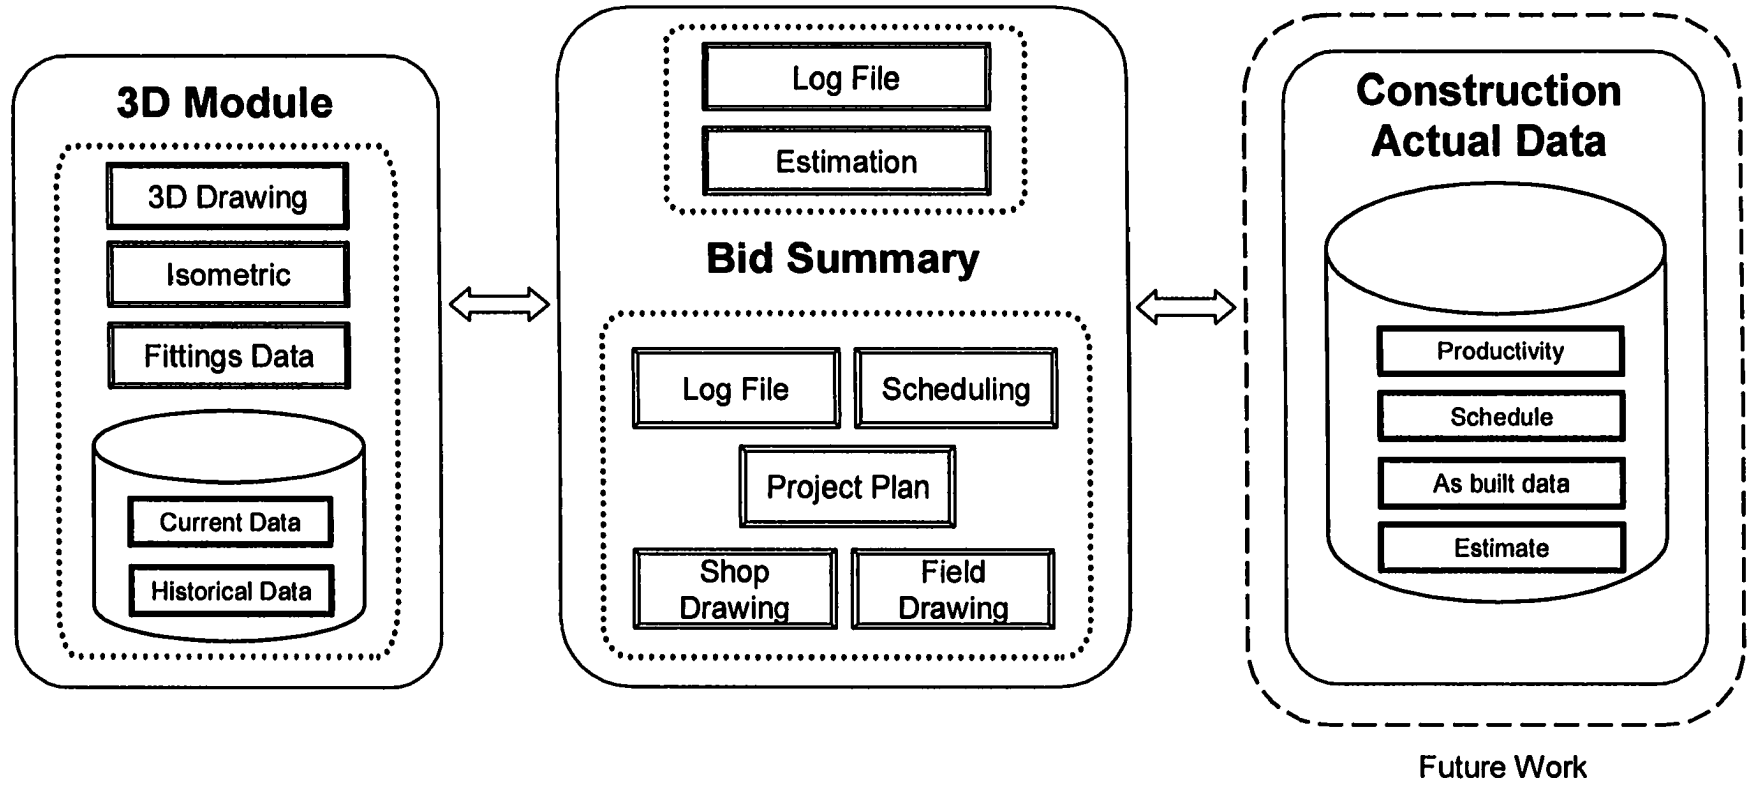 3D Module
3D Drawing
Isometric
Fittings Data
Current Data
Historical Data
Log File
Estimation
Bid Summary
Log File
Scheduling
Project Plan
Shop
Drawing
Field
Drawing
Construction
Actual Data
Productivity
Schedule
As built data
Estimate
Future Work